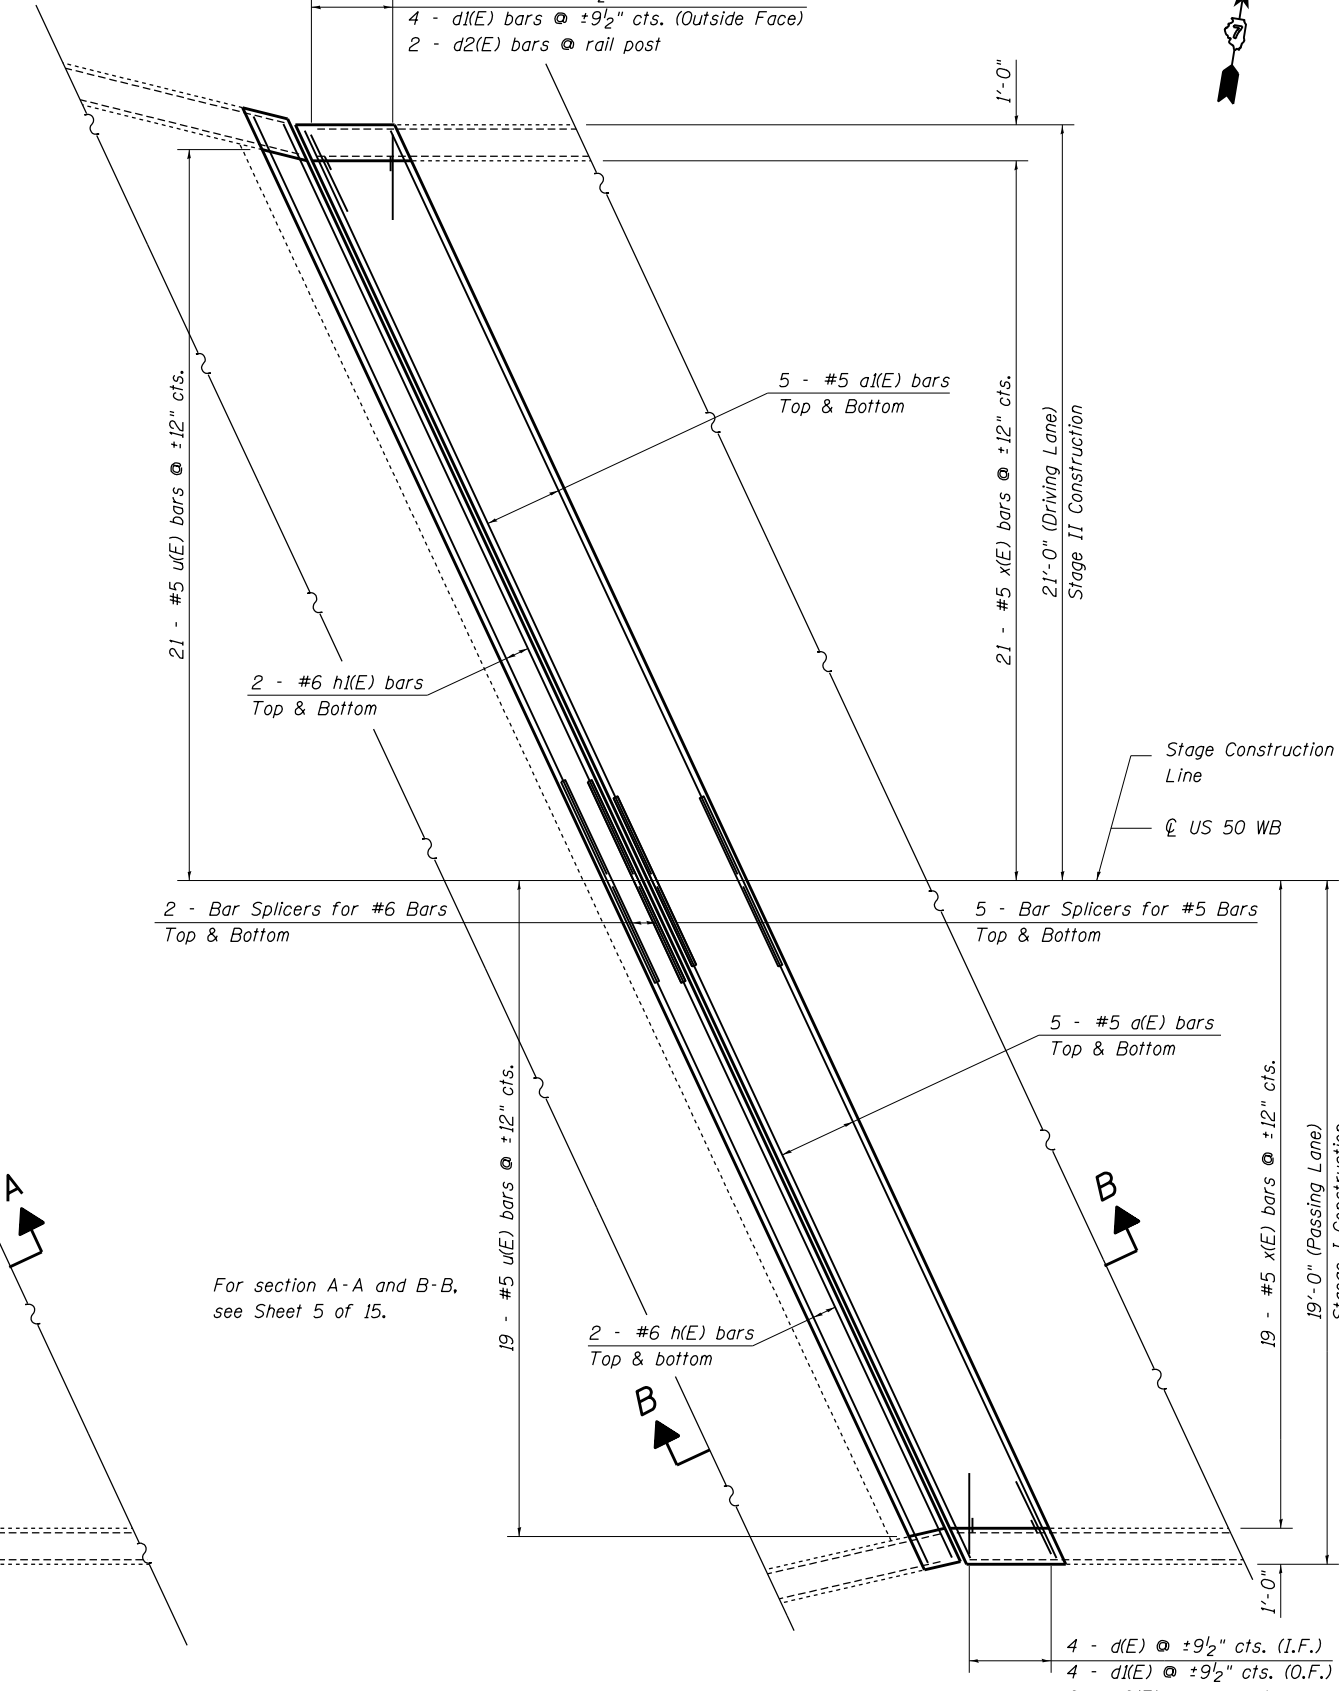 4 - d1(E) bars @ ±9½" cts. (Outside Face)
2 - d2(E) bars @ rail post
7
1'-0"
5 - #5 a1(E) bars
Top & Bottom
21 - #5 u(E) bars @ ±12" cts.
21 - #5 x(E) bars @ ±12" cts.
21'-0" (Driving Lane)
Stage II Construction
2 - #6 h1(E) bars
Top & Bottom
Stage Construction
Line
℄ US 50 WB
2 - Bar Splicers for #6 Bars
Top & Bottom
5 - Bar Splicers for #5 Bars
Top & Bottom
5 - #5 a(E) bars
Top & Bottom
19 - #5 u(E) bars @ ±12" cts.
19 - #5 x(E) bars @ ±12" cts.
19'-0" (Passing Lane)
A
B
For section A-A and B-B,
see Sheet 5 of 15.
2 - #6 h(E) bars
Top & bottom
B
1'-0"
4 - d(E) @ ±9½" cts. (I.F.)
4 - d1(E) @ ±9½" cts. (O.F.)